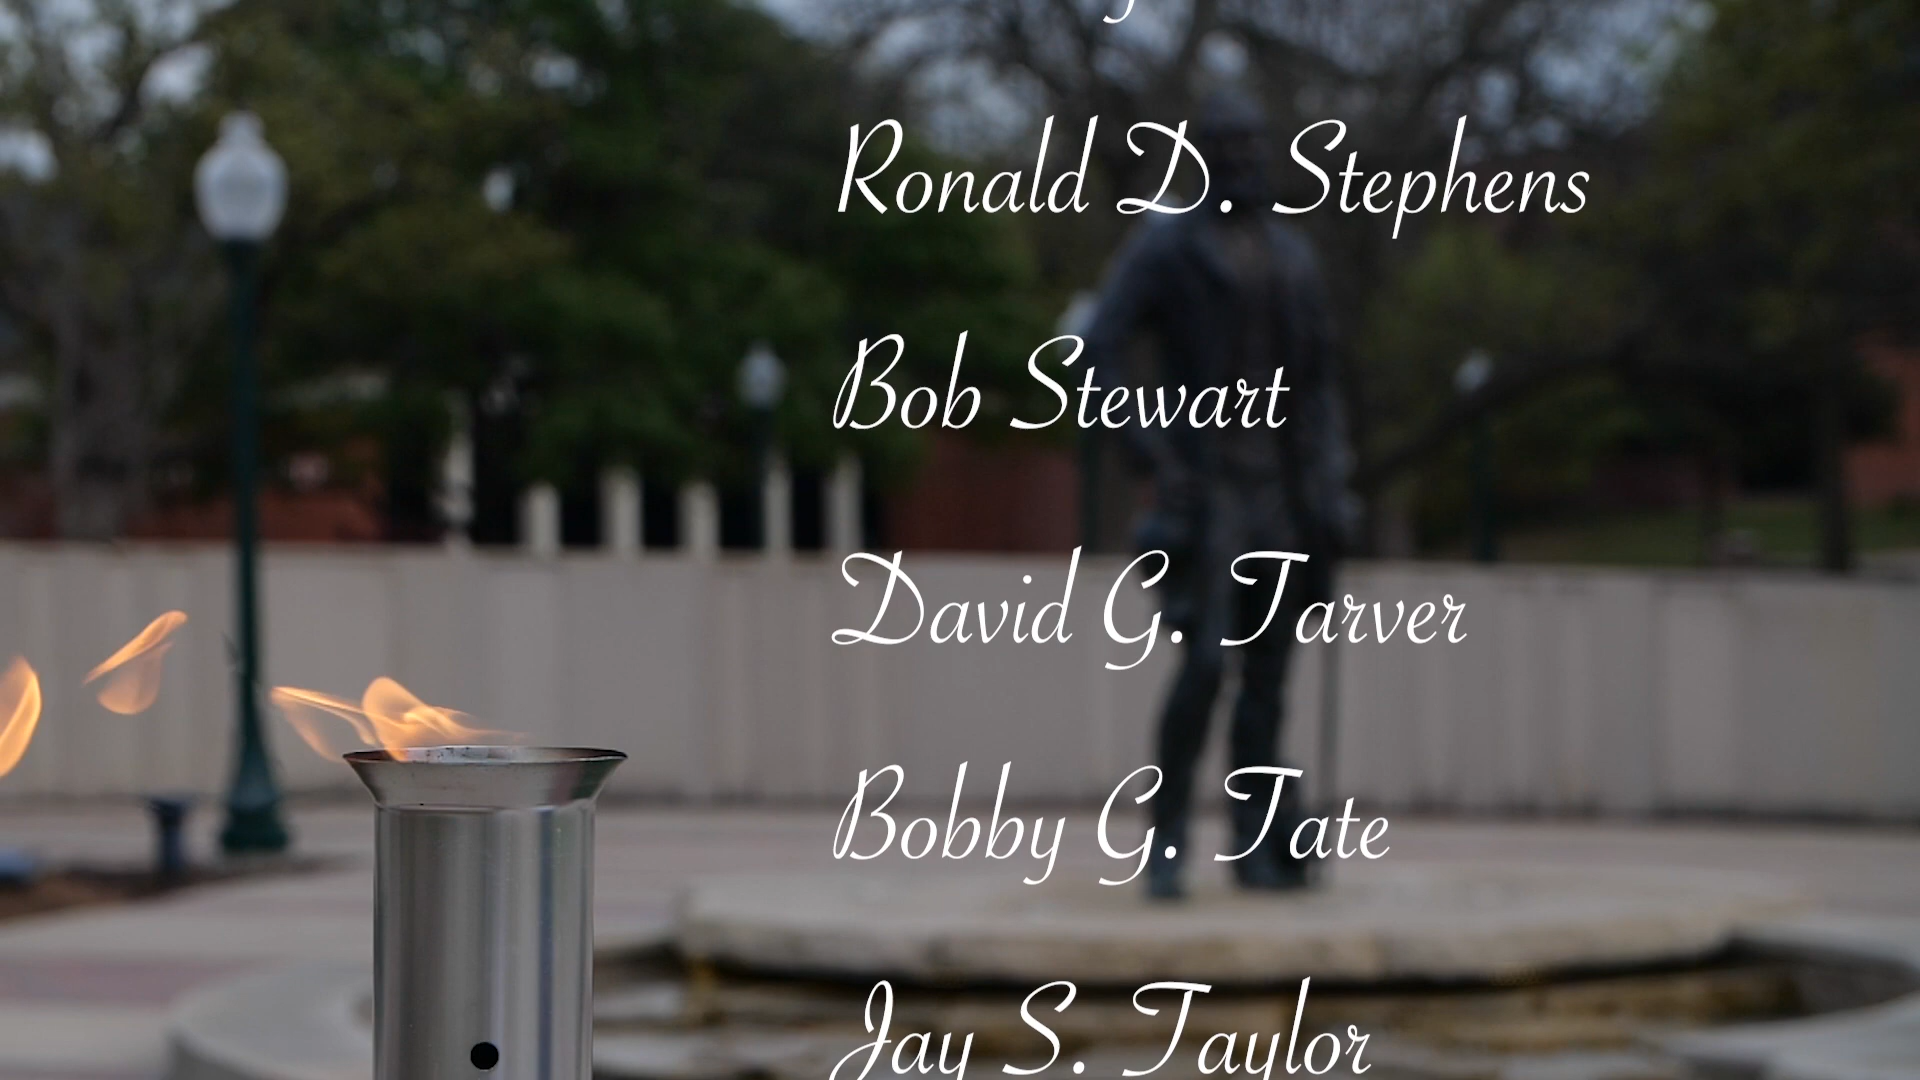 Ronald D. Stephens
Bob Stewart
David G. Tarver
Bobby G. Tate
Jay S. Taylor